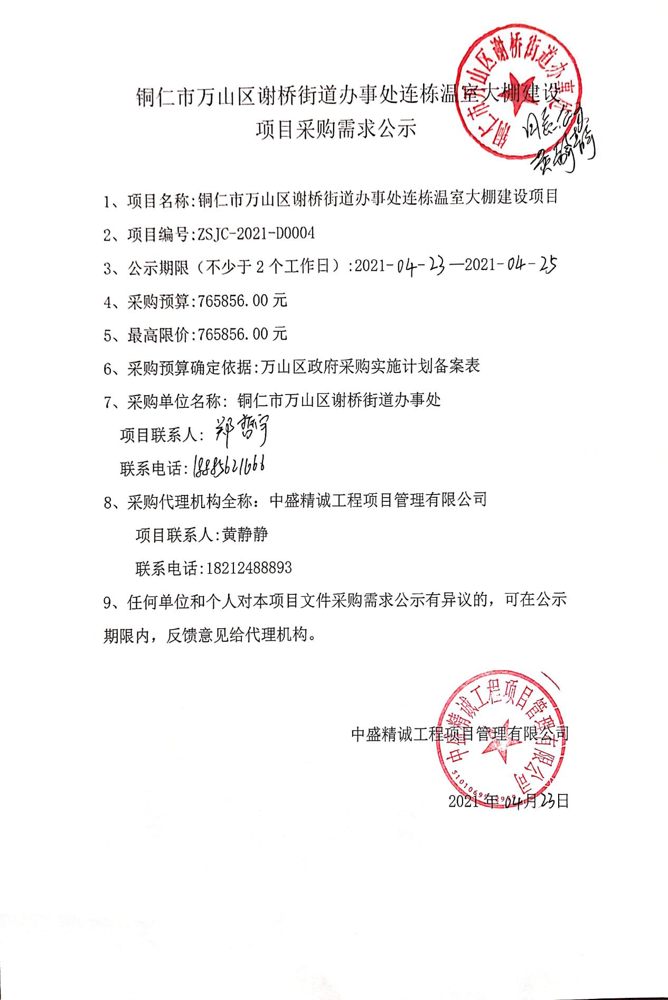 铜仁市万山区谢桥街道办事处连栋温室大棚建设
项目采购需求公示
铜仁市万山区谢桥街道办事处
同意公示
1、项目名称:铜仁市万山区谢桥街道办事处连栋温室大棚建设项目
2、项目编号:ZSJC-2021-D0004
3、公示期限（不少于2个工作日）:2021-04-23—2021-04-25
4、采购预算:765856.00元
5、最高限价:765856.00元
6、采购预算确定依据:万山区政府采购实施计划备案表
7、采购单位名称: 铜仁市万山区谢桥街道办事处
项目联系人: 郑哲宇
联系电话:18885621666
8、采购代理机构全称：中盛精诚工程项目管理有限公司
项目联系人:黄静静
联系电话:18212488893
9、任何单位和个人对本项目文件采购需求公示有异议的，可在公示
期限内，反馈意见给代理机构。
中盛精诚工程项目管理有限公司
中盛精诚工程项目管理有限公司
2021年04月23日